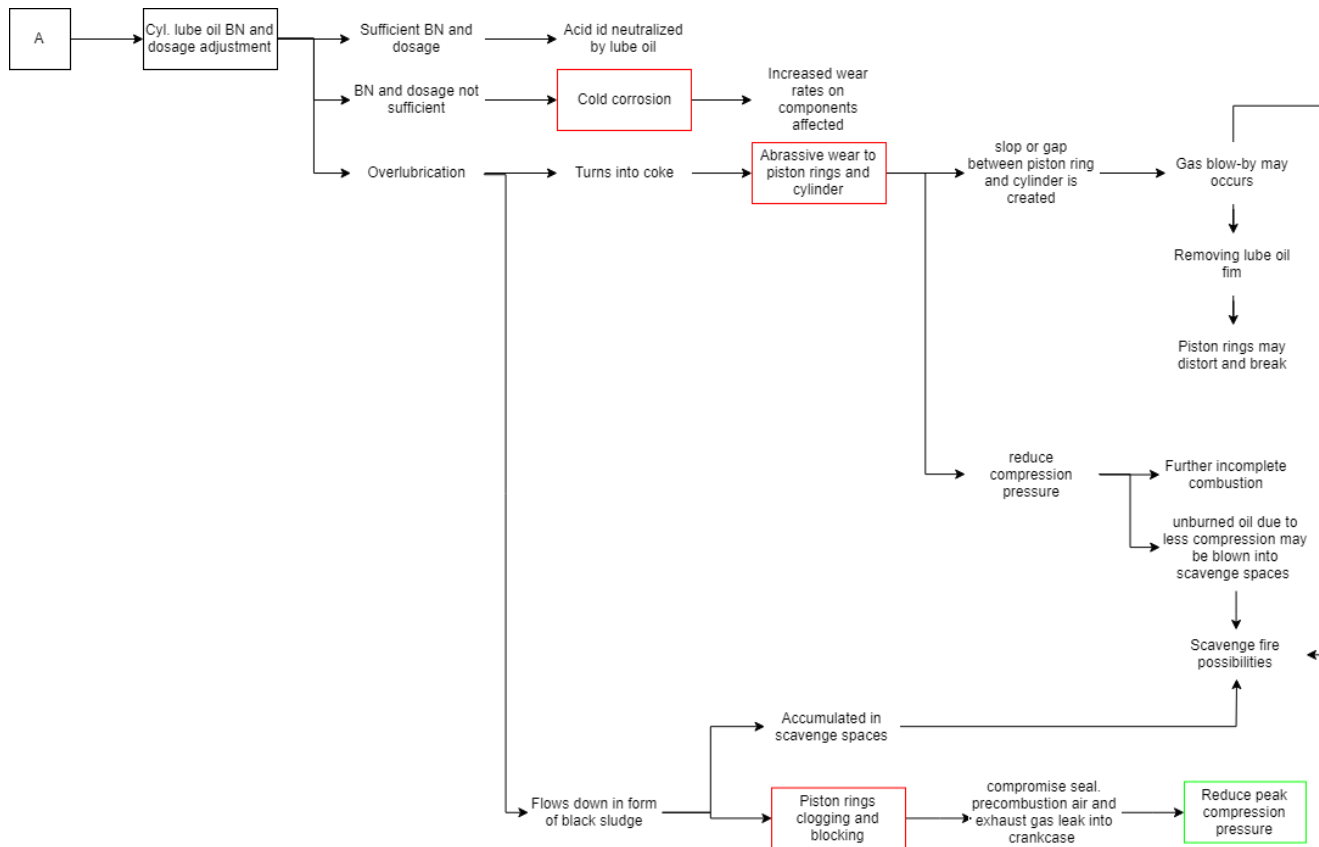 A
Cyl. lube oil BN and
dosage adjustment
Sufficient BN and
dosage
Acid id neutralized
by lube oil
BN and dosage not
sufficient
Cold corrosion
Increased wear
rates on
components
affected
Overlubrication
Turns into coke
Abrassive wear to
piston rings and
cylinder
slop or gap
between piston ring
and cylinder is
created
Gas blow-by may
occurs
Removing lube oil
fim
Piston rings may
distort and break
reduce
compression
pressure
Further incomplete
combustion
unburned oil due to
less compression may
be blown into
scavenge spaces
Scavenge fire
possibilities
Accumulated in
scavenge spaces
Flows down in form
of black sludge
Piston rings
clogging and
blocking
compromise seal.
precombustion air and
exhaust gas leak into
crankcase
Reduce peak
compression
pressure